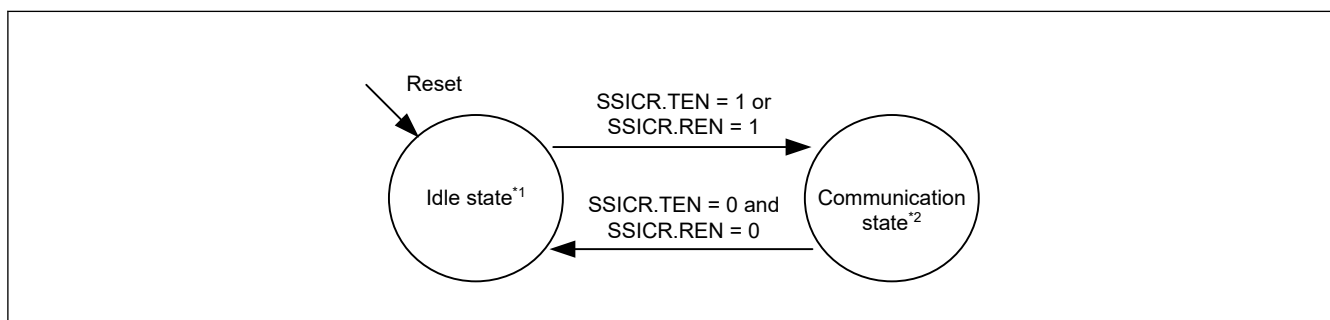 Reset
SSICR.TEN = 1 or
SSICR.REN = 1
Idle state*1
SSICR.TEN = 0 and
SSICR.REN = 0
Communication
state*2